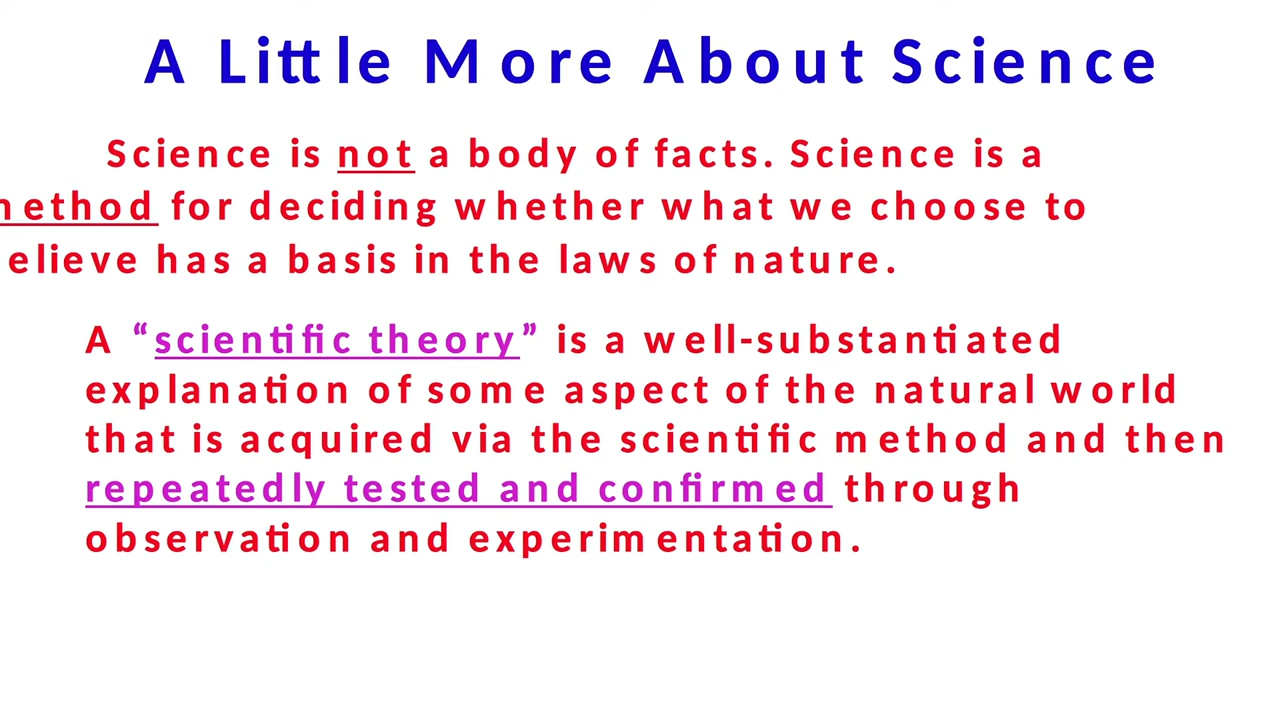 A Little More About Science
Science is not a body of facts. Science is a
method for deciding whether what we choose to
elieve has a basis in the laws of nature.
A “scientific theory” is a well-substantiated
explanation of some aspect of the natural world
that is acquired via the scientific method and then
repeatedly tested and confirmed through
observation and experimentation.